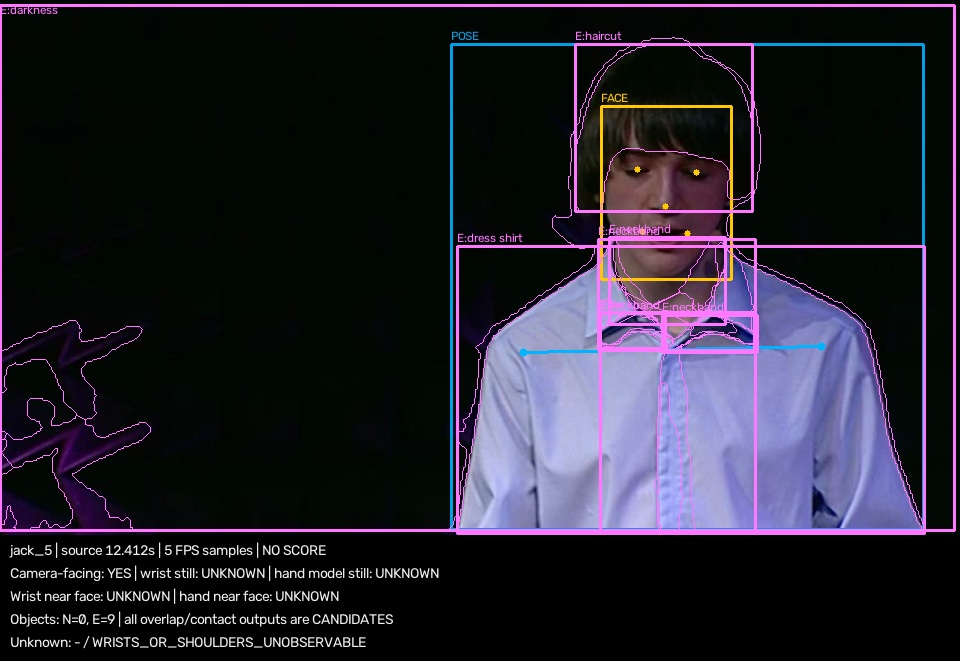 E:darkness
POSE
E:haircut
FACE
E:neckband
E:dress shirt
E:neckband
jack_5 | source 12.412s | 5 FPS samples | NO SCORE
Camera-facing: YES | wrist still: UNKNOWN | hand model still: UNKNOWN
Wrist near face: UNKNOWN | hand near face: UNKNOWN
Objects: N=0, E=9 | all overlap/contact outputs are CANDIDATES
Unknown: - / WRISTS_OR_SHOULDERS_UNOBSERVABLE